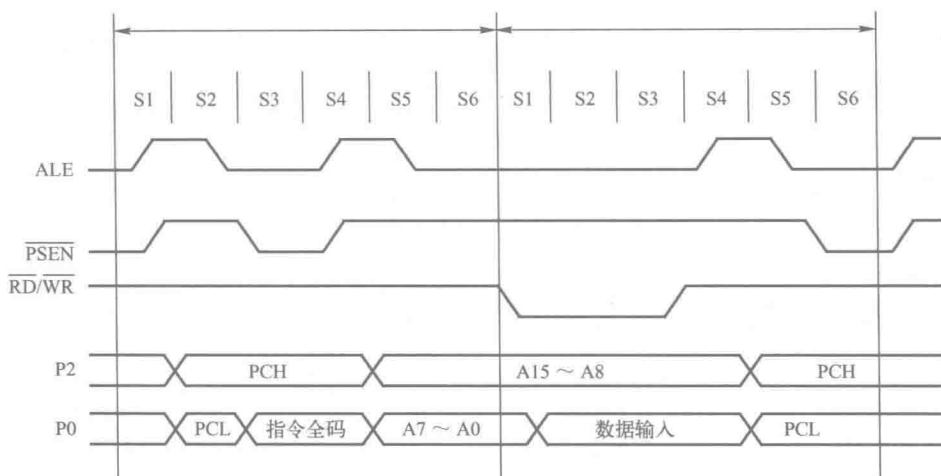 S1 S2 S3 S4 S5 S6 S1 S2 S3 S4 S5 S6
ALE
PSEN
RD/WR
P2 PCH A15 ～ A8 PCH
P0 PCL 指令全码 A7 ～ A0 数据输入 PCL